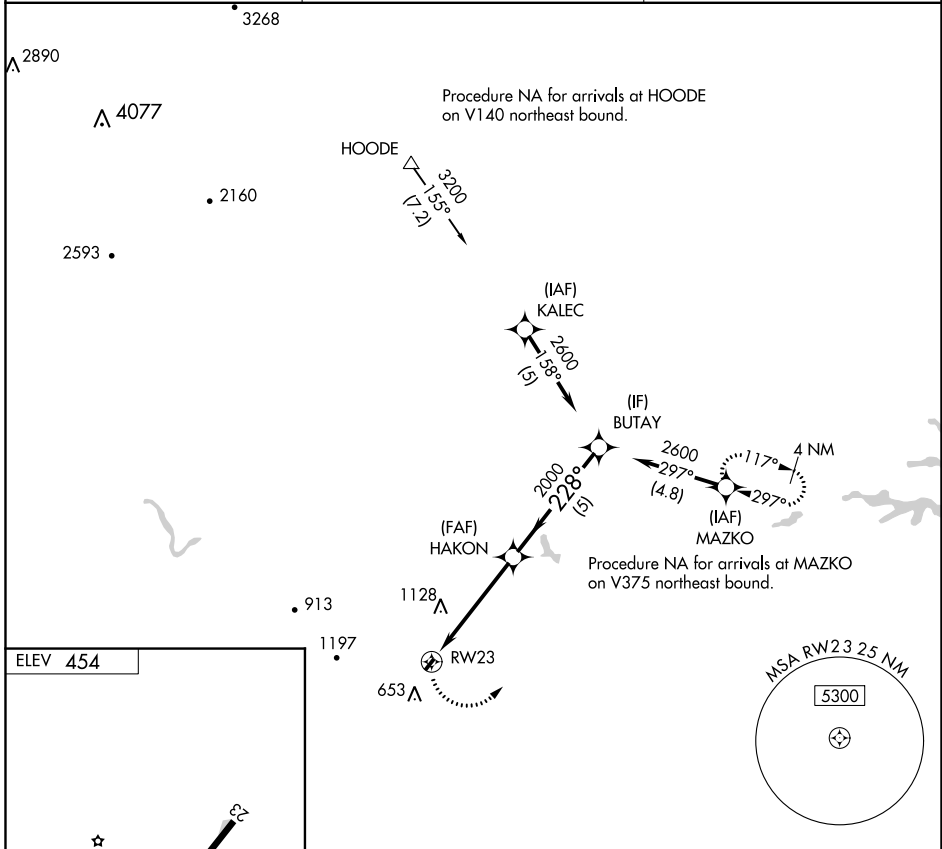 3268
2890
4077
Procedure NA for arrivals at HOODE
on V140 northeast bound.
HOODE
3200
155°
(7.2)
2160
2593
(IAF)
KALEC
2600
158°
(5)
(IF)
BUTAY
2600
297°
(4.8)
117°
4 NM
297°
(IAF)
MAZKO
2000
228°
(5)
(FAF)
HAKON
Procedure NA for arrivals at MAZKO
on V375 northeast bound.
1128
913
1197
RW23
653
ELEV 454
23
MSA RW23 25 NM
5300